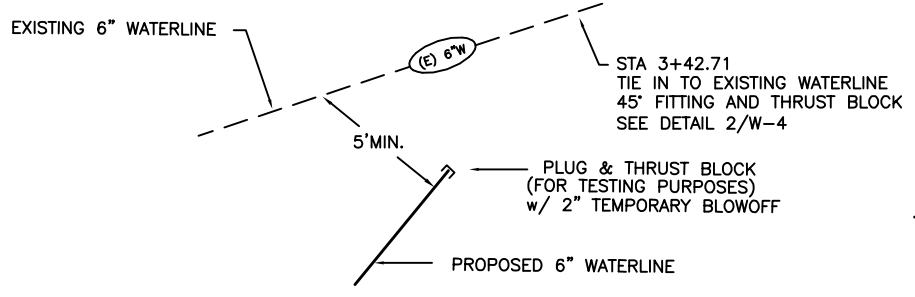 EXISTING 6" WATERLINE
(E) 6"W
STA 3+42.71
TIE IN TO EXISTING WATERLINE
45° FITTING AND THRUST BLOCK
SEE DETAIL 2/W-4
5'MIN.
PLUG & THRUST BLOCK
(FOR TESTING PURPOSES)
w/ 2" TEMPORARY BLOWOFF
PROPOSED 6" WATERLINE